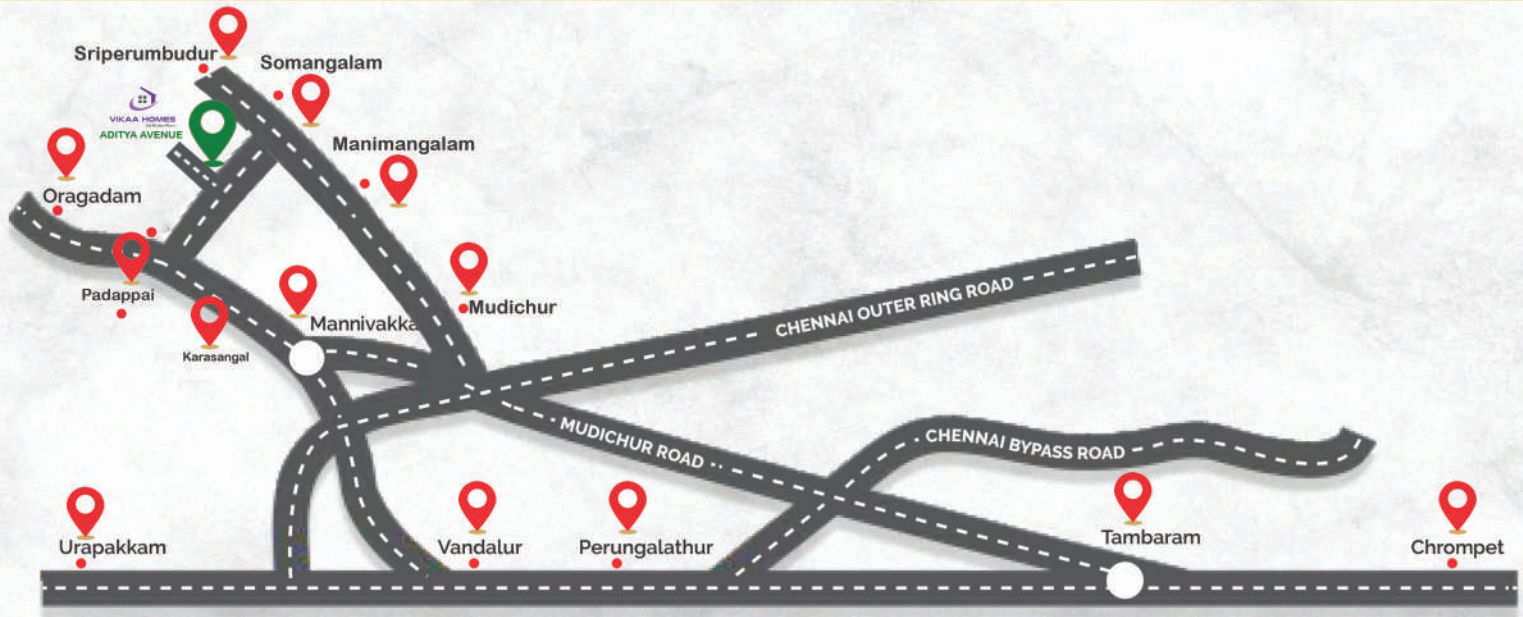 Sriperumbudur
Somangalam
VIKAA HOMES
ADITYA AVENUE
Manimangalam
Oragadam
Padappai
Mudichur
Mannivakka
Karasangal
CHENNAI OUTER RING ROAD
MUDICHUR ROAD
CHENNAI BYPASS ROAD
Urapakkam
Vandalur
Perungalathur
Tambaram
Chrompet